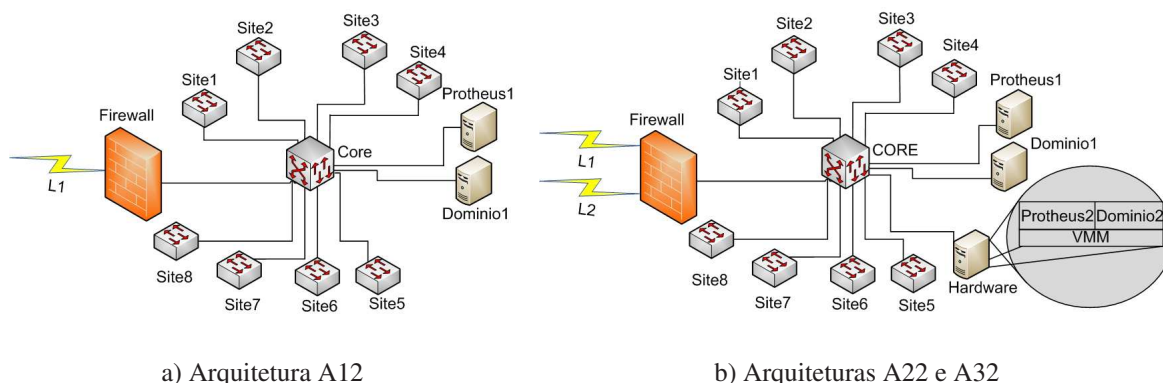 Site3
Site2
Site4
Site1
Protheus1
Firewall
Core
L1
Dominio1
Site8
Site7
Site6
Site5
a) Arquitetura A12
Site3
Site2
Site4
Site1
Protheus1
Firewall
CORE
Dominio1
L1
L2
Protheus2 Dominio2
VMM
Site8
Site7
Site6
Site5
Hardware
b) Arquiteturas A22 e A32